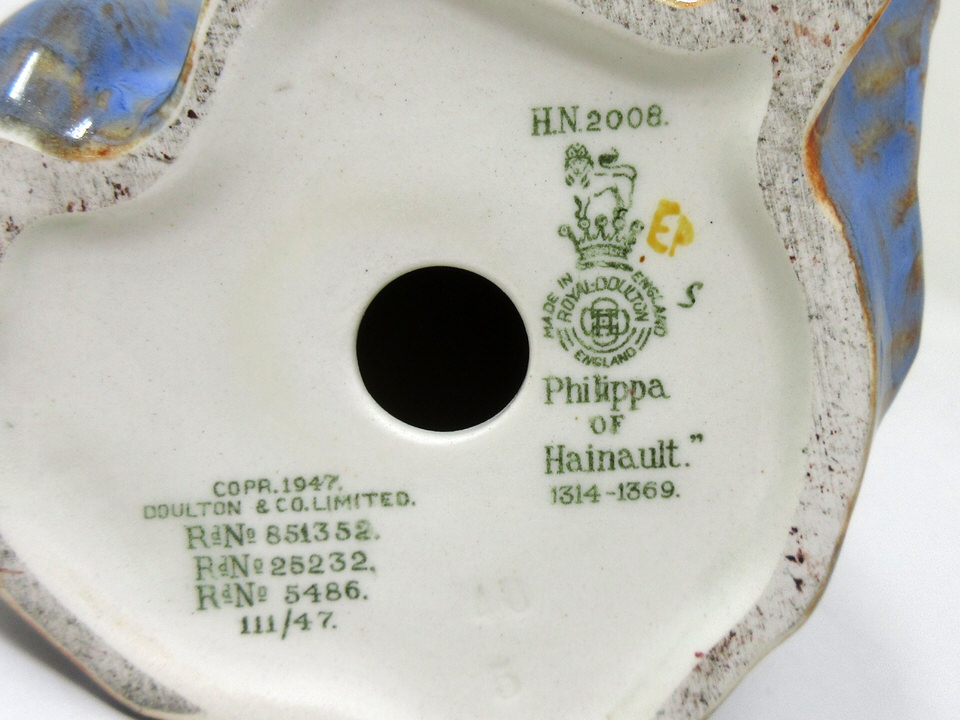 H.N.2008.
MADE IN ENGLAND
ROYAL-DOULTON
ENGLAND
EP
S
Philippa
OF
Hainault."
1314-1369.
COPR.1947.
DOULTON & CO.LIMITED.
RdNo 851352.
RdNo 25232.
RdNo 5486.
111/47.